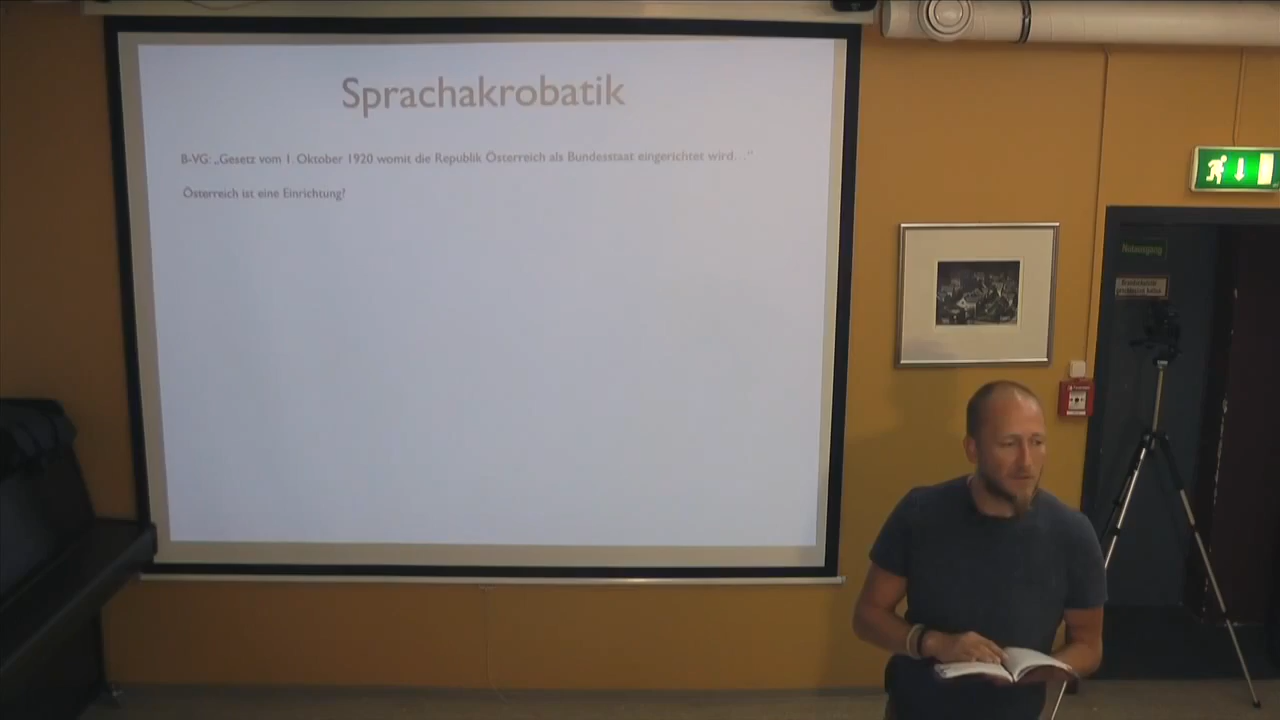 Sprachakrobatik
B-VG: „Gesetz vom 1. Oktober 1920 womit die Republik Österreich als Bundesstaat eingerichtet wird…“
Österreich ist eine Einrichtung?
Notausgang